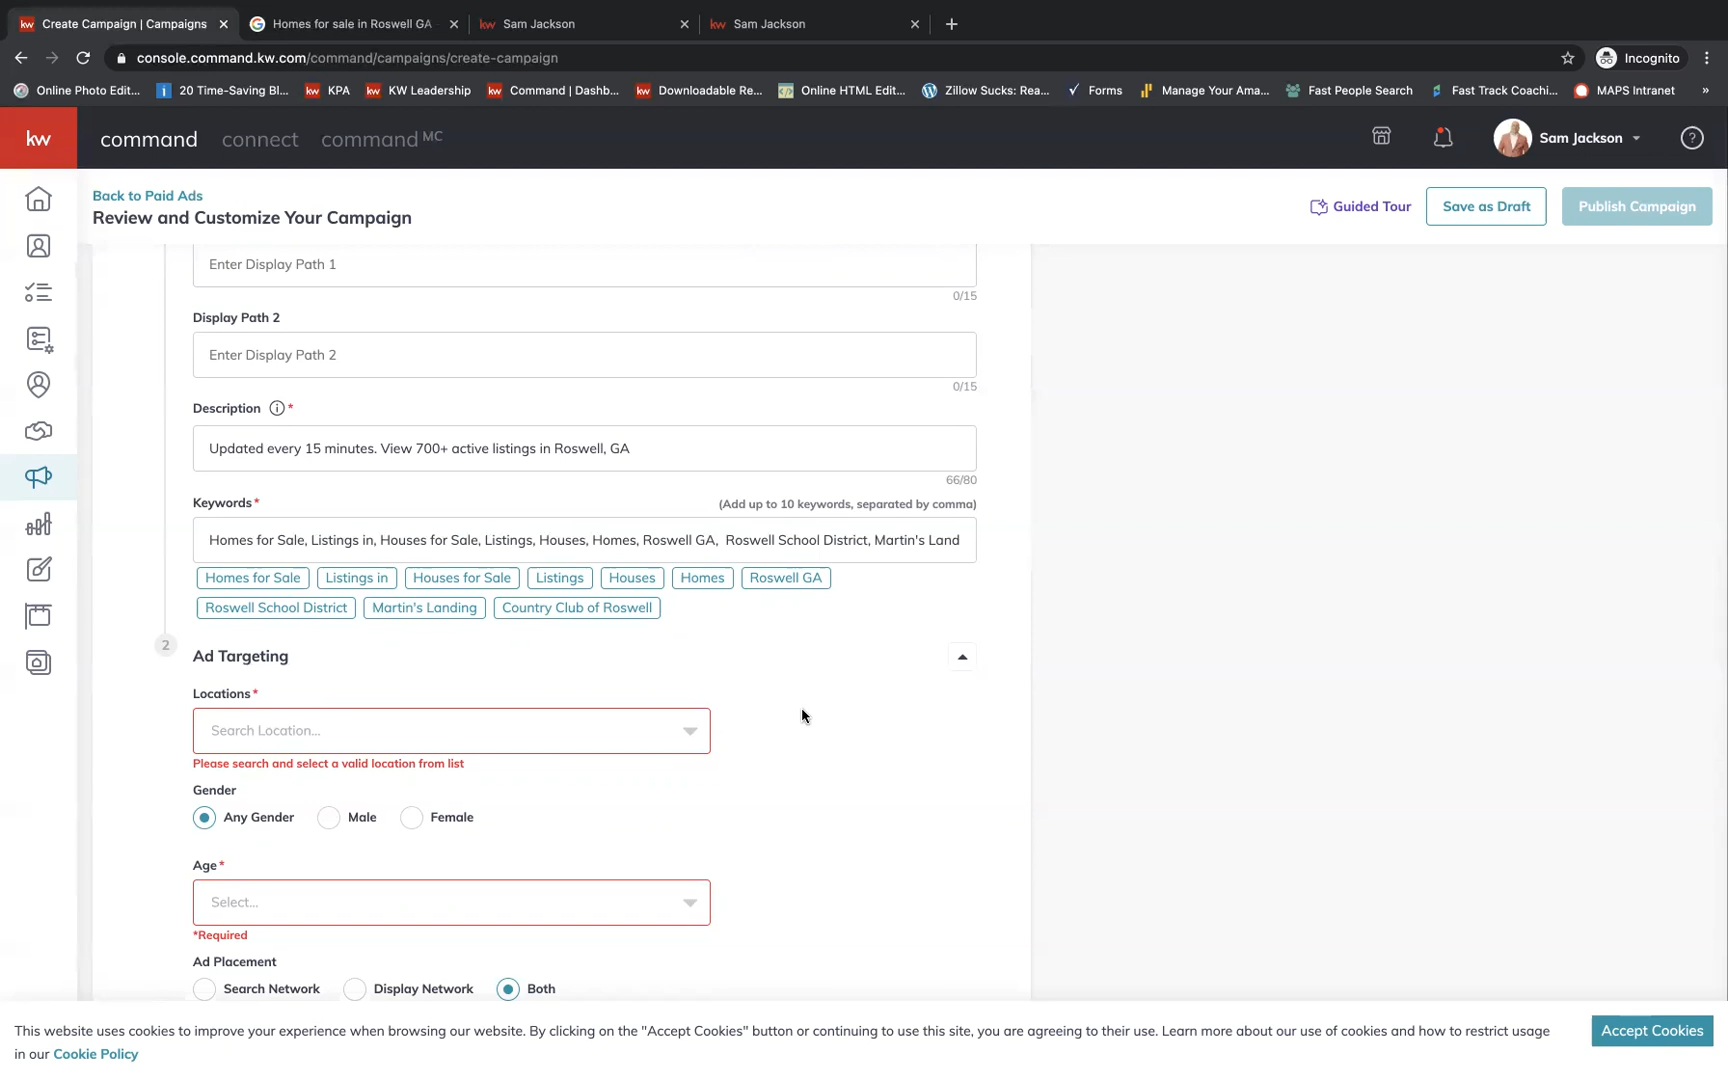 Create Campaign | Campaigns
Homes for sale in Roswell GA
kw Sam Jackson
kw Sam Jackson
console.command.kw.com/command/campaigns/create-campaign
Incognito
Online Photo Edit...
20 Time-Saving Bl...
kw KPA
kw KW Leadership
kw Command | Dashb...
kw Downloadable Re...
Online HTML Edit...
Zillow Sucks: Rea...
Forms
Manage Your Ama...
Fast People Search
Fast Track Coachi...
MAPS Intranet
»
kw
command
connect
command MC
Sam Jackson
?
Back to Paid Ads
Review and Customize Your Campaign
Guided Tour
Save as Draft
Publish Campaign
Enter Display Path 1
0/15
Display Path 2
Enter Display Path 2
0/15
Description *
Updated every 15 minutes. View 700+ active listings in Roswell, GA
66/80
Keywords*
(Add up to 10 keywords, separated by comma)
Homes for Sale, Listings in, Houses for Sale, Listings, Houses, Homes, Roswell GA, Roswell School District, Martin's Land
Homes for Sale Listings in Houses for Sale Listings Houses Homes Roswell GA
Roswell School District Martin's Landing Country Club of Roswell
2
Ad Targeting
Locations*
Search Location...
Please search and select a valid location from list
Gender
Any Gender Male Female
Age*
Select...
*Required
Ad Placement
Search Network Display Network Both
This website uses cookies to improve your experience when browsing our website. By clicking on the "Accept Cookies" button or continuing to use this site, you are agreeing to their use. Learn more about our use of cookies and how to restrict usage
in our Cookie Policy
Accept Cookies